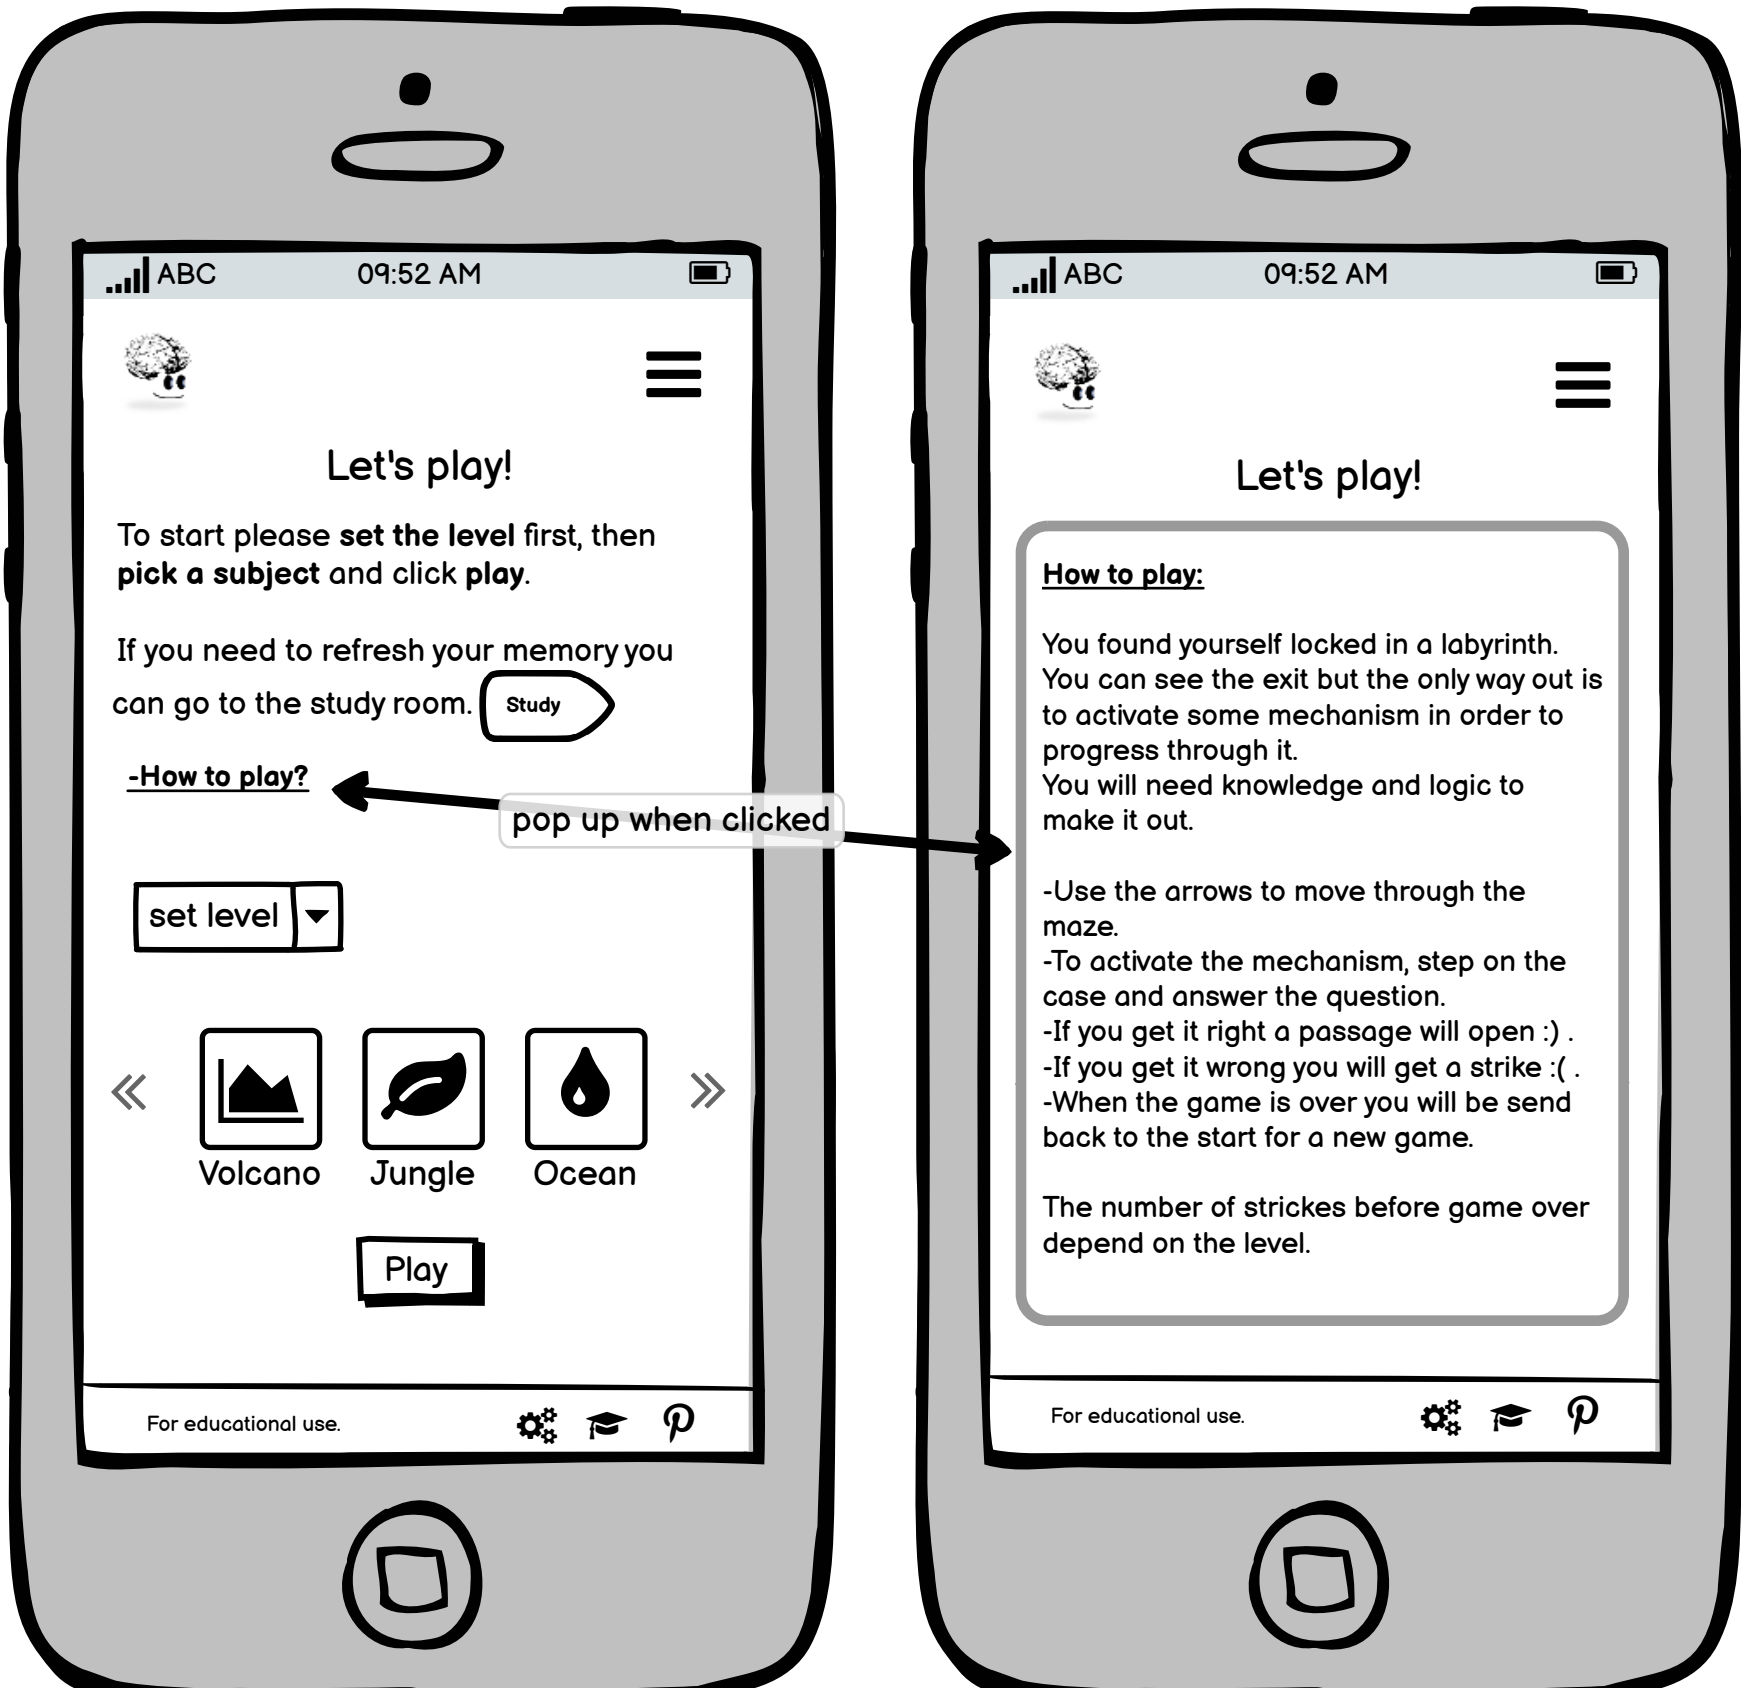 ABC 09:52 AM
Let's play!
To start please set the level first, then
pick a subject and click play.
If you need to refresh your memory you
can go to the study room. Study
-How to play?
pop up when clicked
set level
Volcano Jungle Ocean
Play
For educational use.
ABC 09:52 AM
Let's play!
How to play:
You found yourself locked in a labyrinth.
You can see the exit but the only way out is
to activate some mechanism in order to
progress through it.
You will need knowledge and logic to
make it out.
-Use the arrows to move through the
maze.
-To activate the mechanism, step on the
case and answer the question.
-If you get it right a passage will open :) .
-If you get it wrong you will get a strike :( .
-When the game is over you will be send
back to the start for a new game.
The number of strickes before game over
depend on the level.
For educational use.